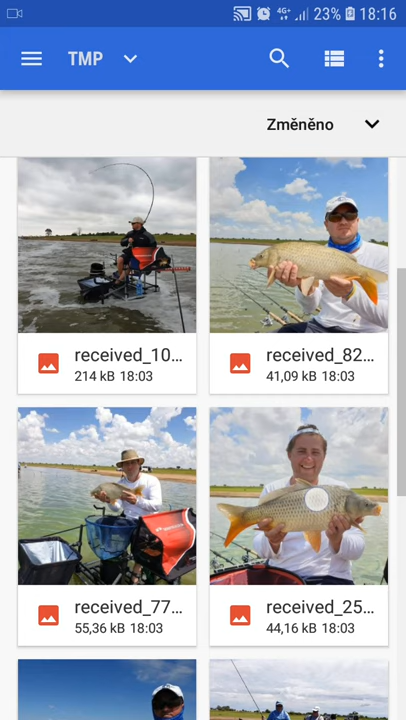 4G+ 23% 18:16
TMP
Změněno
received_10...
214 kB 18:03
received_82...
41,09 kB 18:03
received_77...
55,36 kB 18:03
received_25...
44,16 kB 18:03